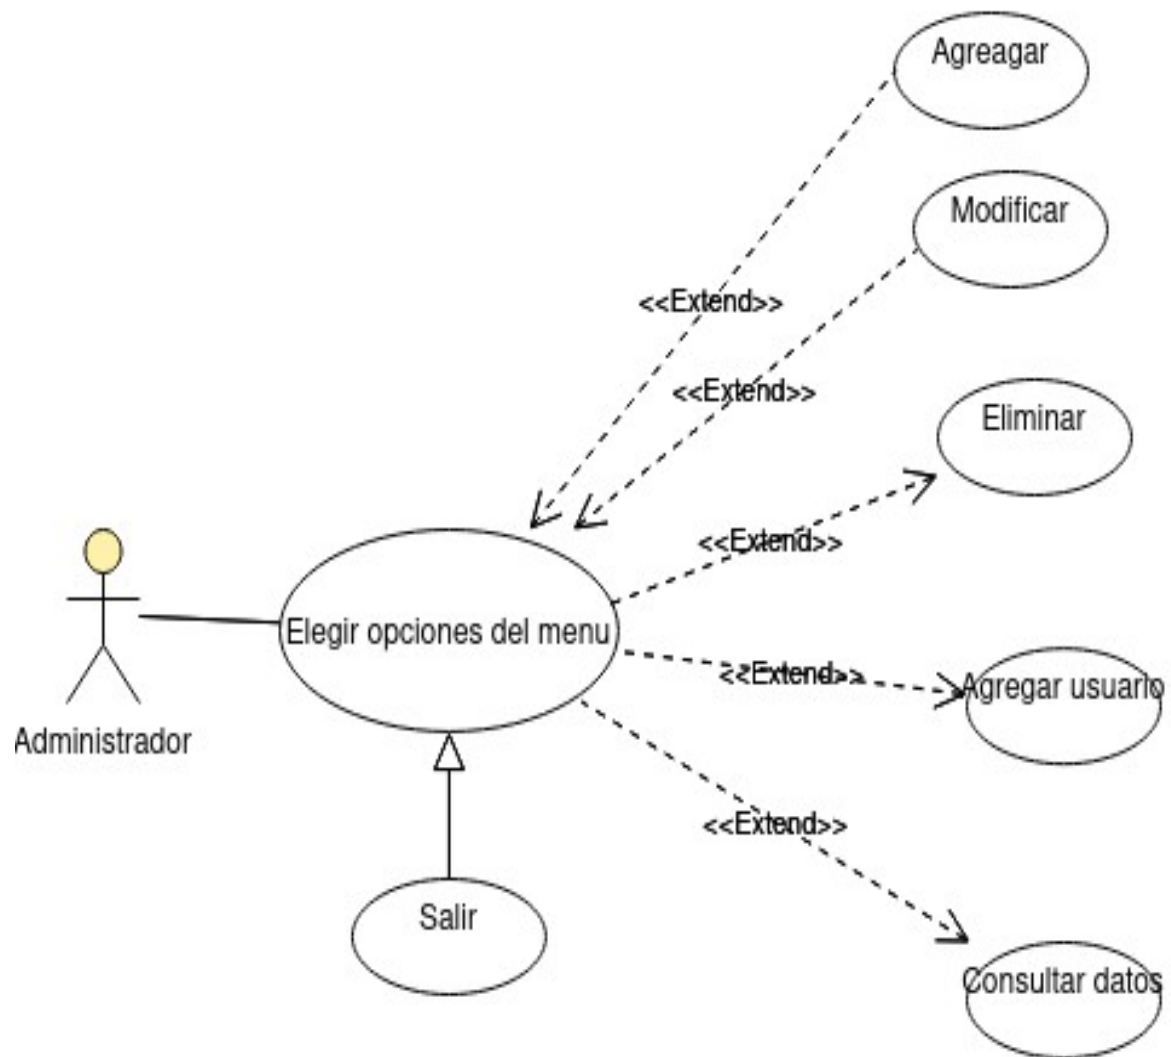 Agreagar
Modificar
<<Extend>>
<<Extend>>
Eliminar
<<Extend>>
Elegir opciones del menu
<<Extend>>
Agregar usuario
Administrador
<<Extend>>
Salir
Consultar datos